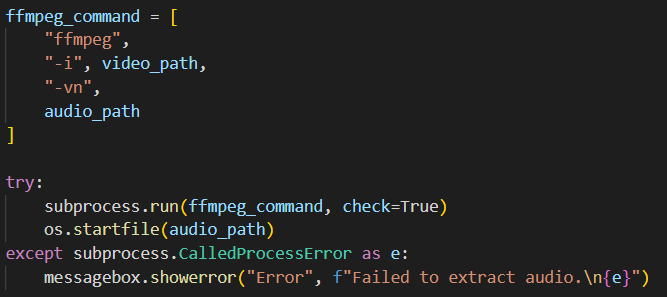 ffmpeg_command = [
    "ffmpeg",
    "-i", video_path,
    "-vn",
    audio_path
]

try:
    subprocess.run(ffmpeg_command, check=True)
    os.startfile(audio_path)
except subprocess.CalledProcessError as e:
    messagebox.showerror("Error", f"Failed to extract audio.\n{e}")